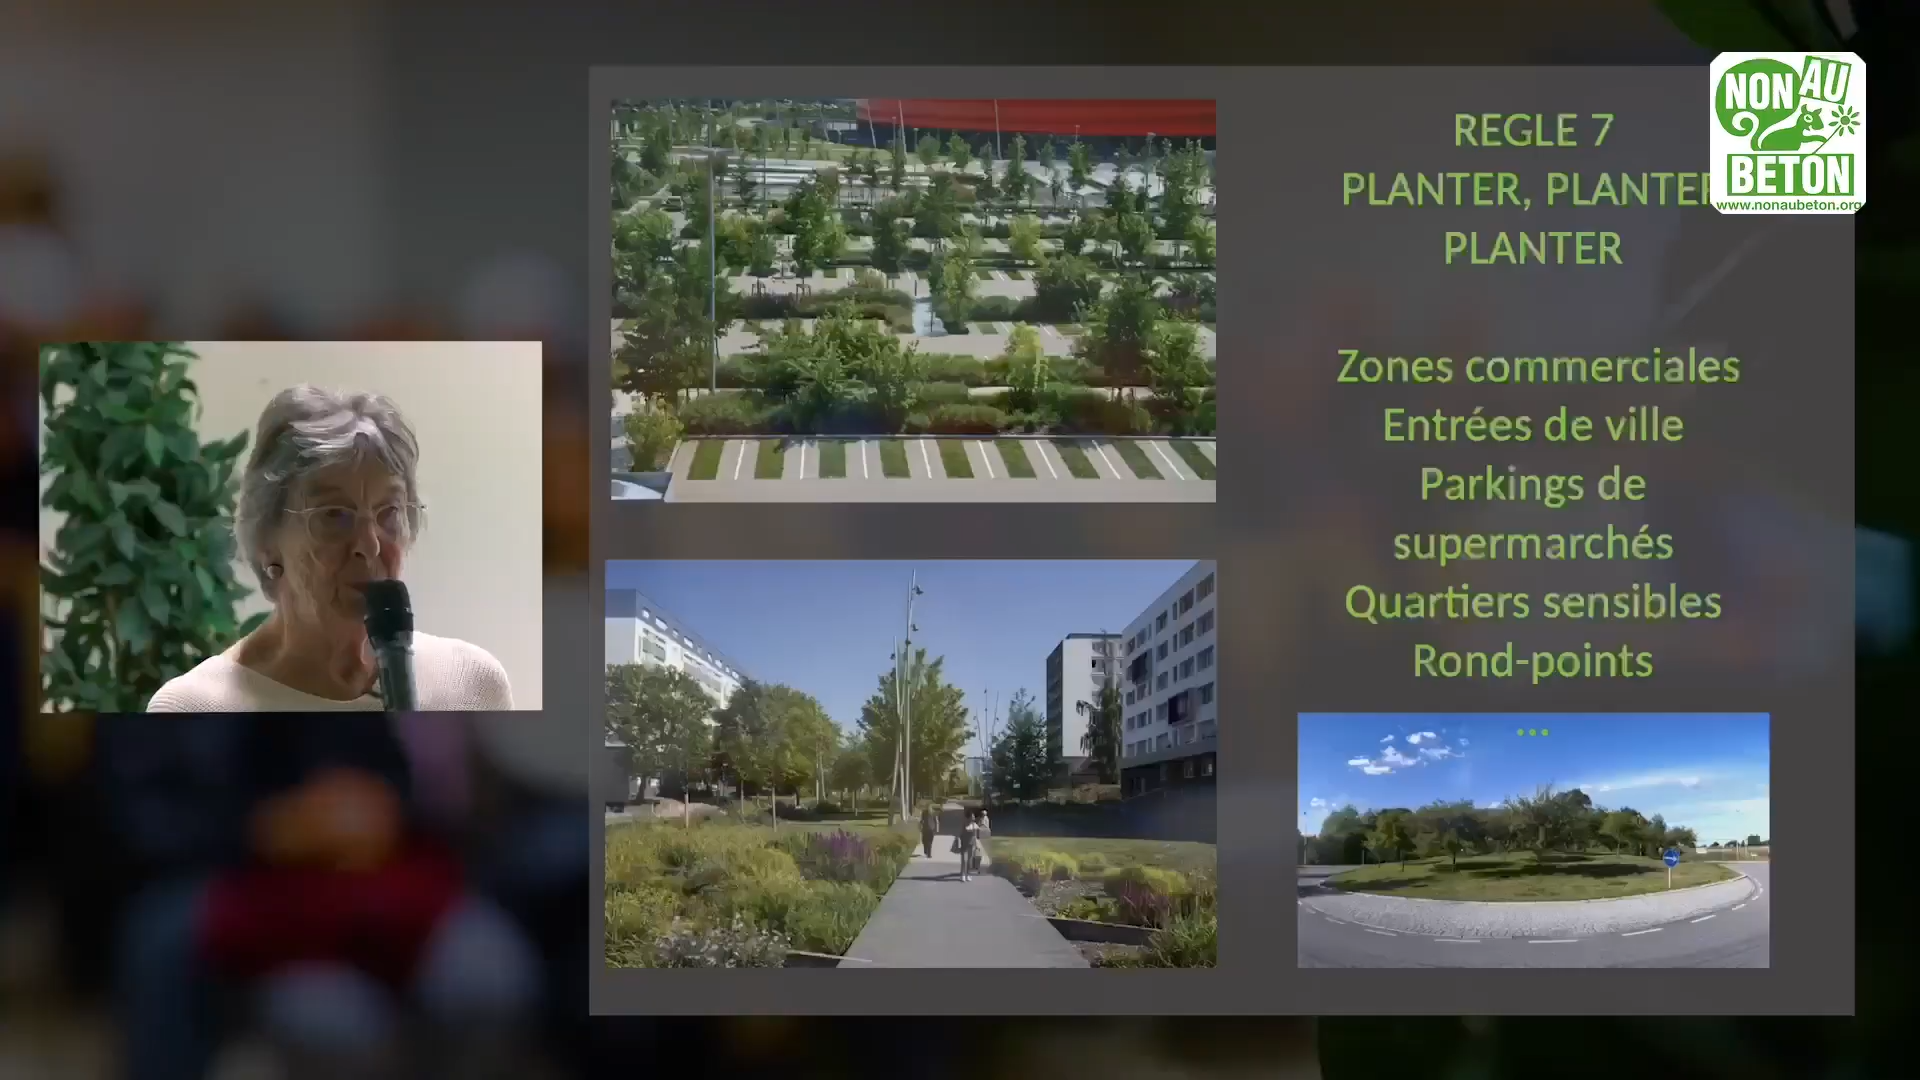 REGLE 7
PLANTER, PLANTER
PLANTER
Zones commerciales
Entrées de ville
Parkings de
supermarchés
Quartiers sensibles
Rond-points
...
NON AU
BETON
www.nonaubeton.org